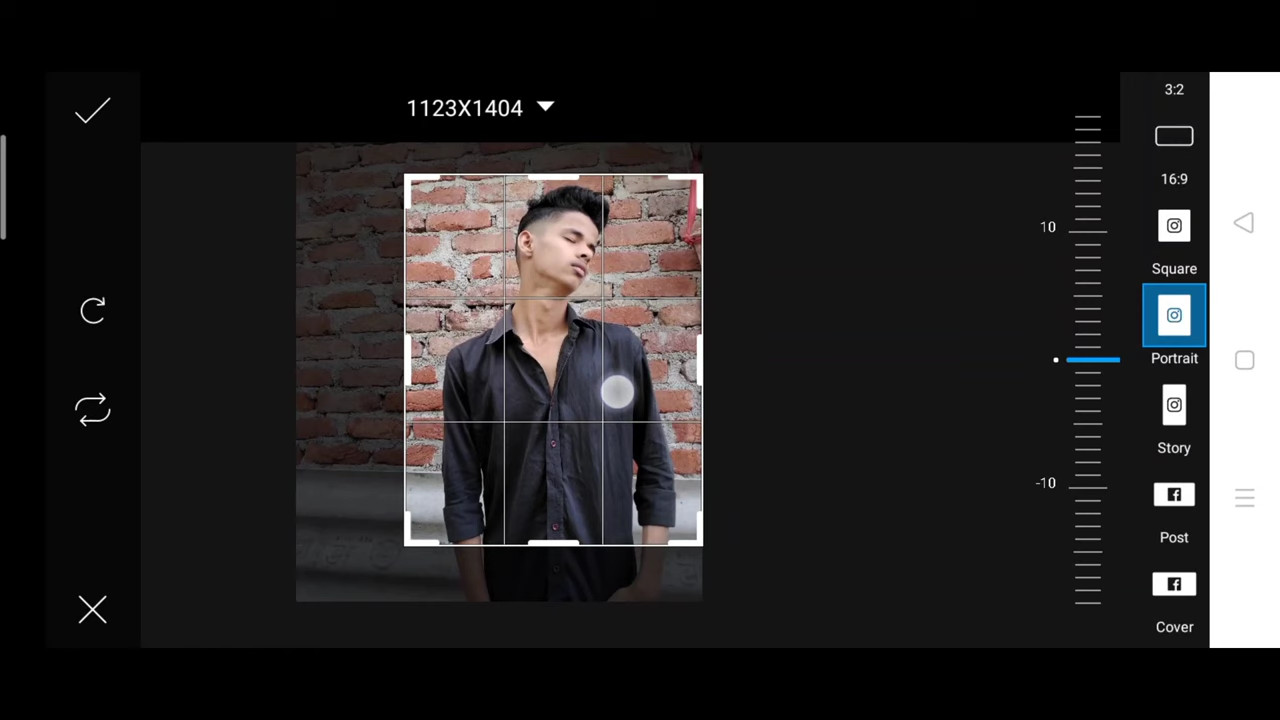 1123X1404
3:2
16:9
Square
Portrait
Story
Post
Cover
10
-10